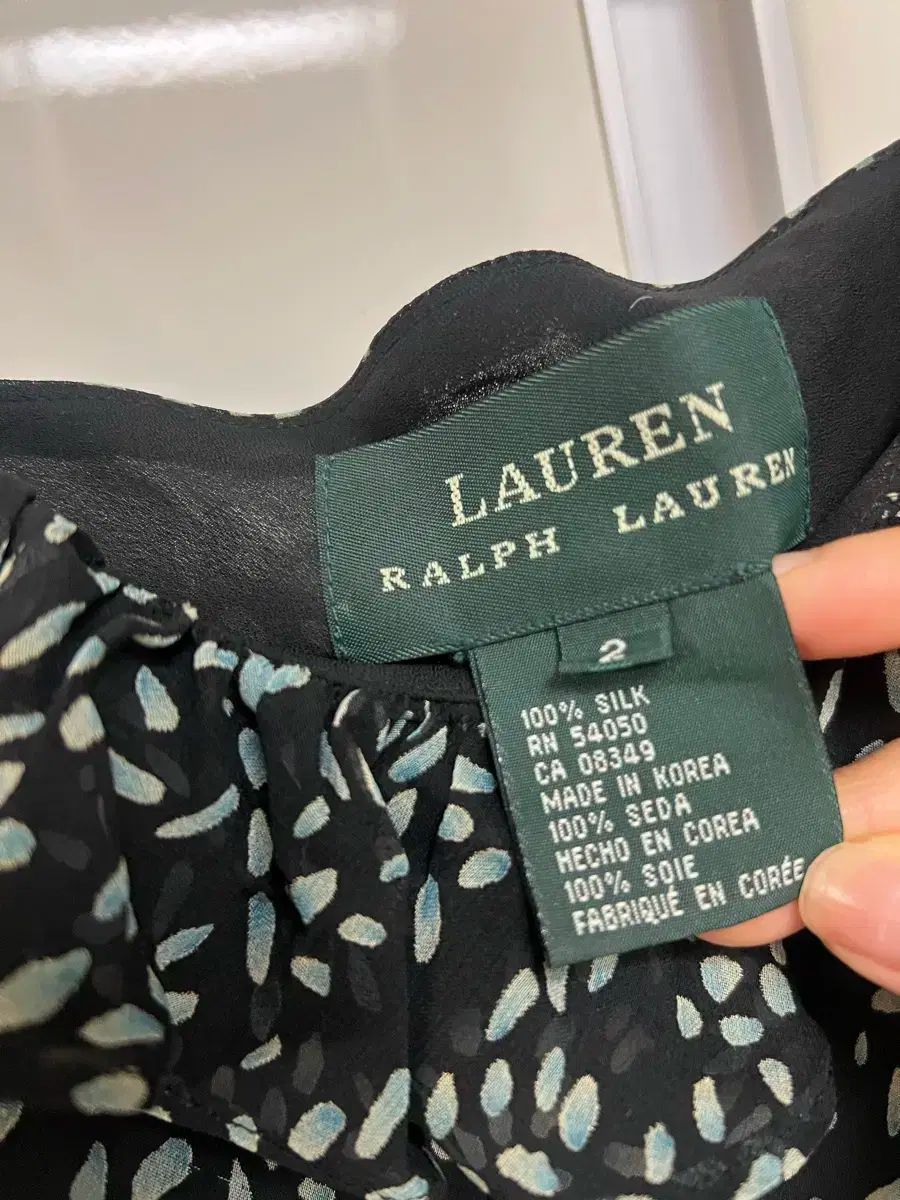 LAUREN
RALPH LAUREN
2
100% SILK
RN 54050
CA 08349
MADE IN KOREA
100% SEDA
HECHO EN COREA
100% SOIE
FABRIQUÉ EN CORÉE